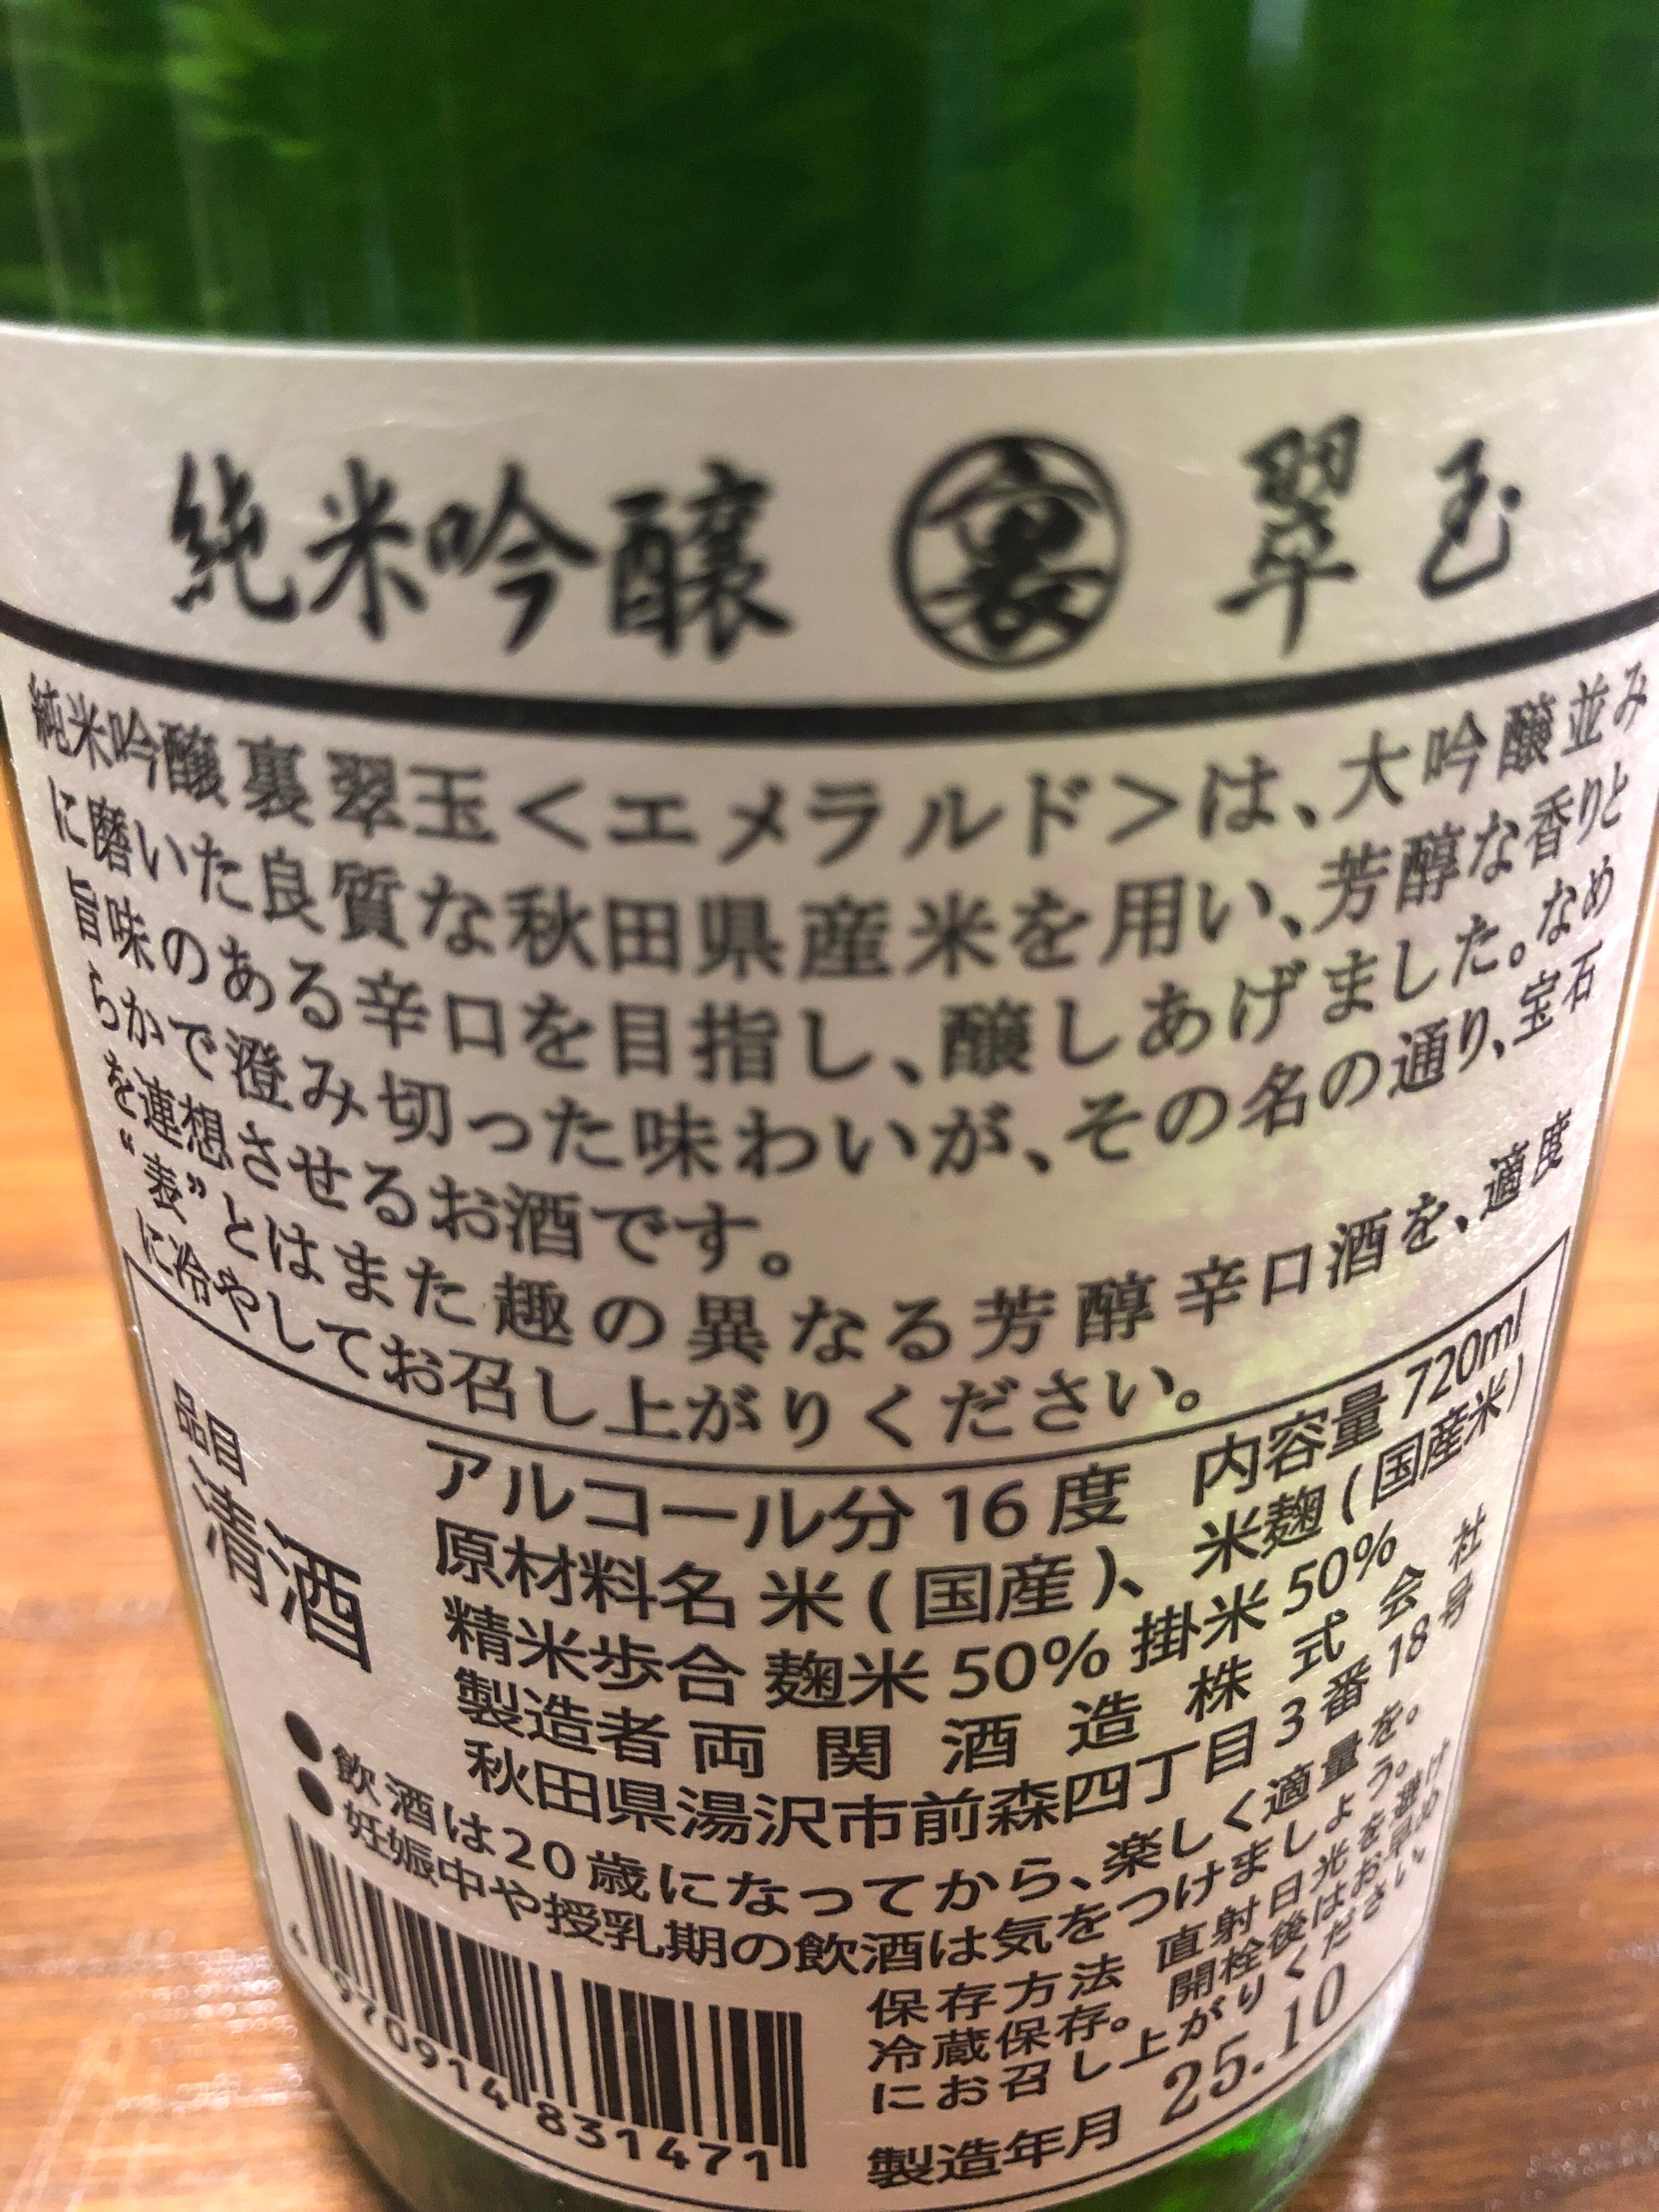 純米吟醸 裏 翠玉
純米吟醸 裏翠玉＜エメラルド＞は、大吟醸並み
に磨いた良質な秋田県産米を用い、芳醇な香りと
旨味のある辛口を目指し、醸しあげました。なめ
らかで澄み切った味わいが、その名の通り、宝石
を連想させるお酒です。
“表”とはまた趣の異なる芳醇辛口酒を、適度
に冷やしてお召し上がりください。
品目
清酒
アルコール分 16 度 内容量 720ml
原材料名 米(国産)、米麹(国産米)
精米歩合 麹米 50% 掛米 50%
製造者 両関酒造株式会社
秋田県湯沢市前森四丁目3番18号
●飲酒は20歳になってから、楽しく適量を。
●妊娠中や授乳期の飲酒は気をつけましょう。
保存方法 直射日光を避け
冷蔵保存。開栓後はお早め
にお召し上がりください
製造年月 25.10
4970914831471